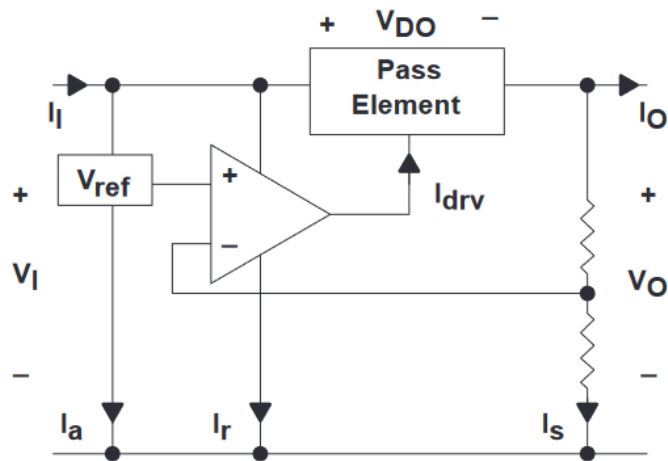 + VDO –
Pass
Element
II
IO
Vref
+
Idrv
+
+
–
VI
VO
–
–
Ia
Ir
Is